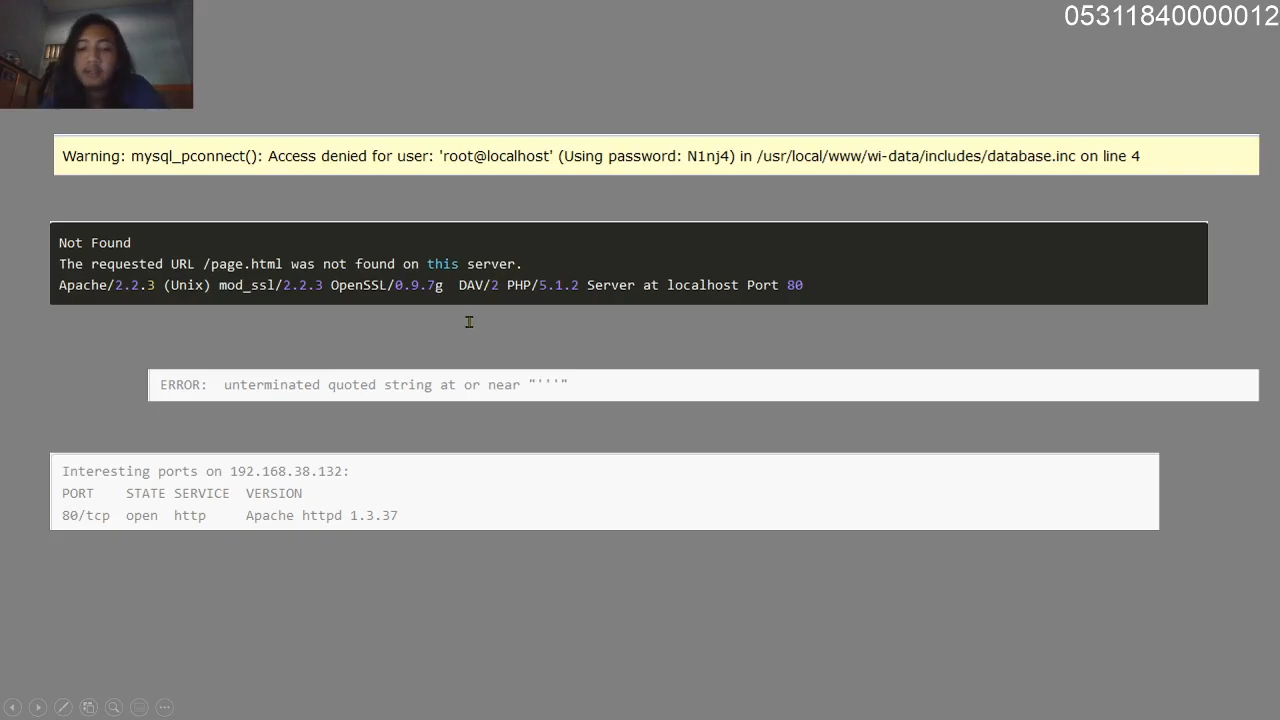 05311840000012
Warning: mysql_pconnect(): Access denied for user: 'root@localhost' (Using password: N1nj4) in /usr/local/www/wi-data/includes/database.inc on line 4
Not Found
The requested URL /page.html was not found on this server.
Apache/2.2.3 (Unix) mod_ssl/2.2.3 OpenSSL/0.9.7g  DAV/2 PHP/5.1.2 Server at localhost Port 80
ERROR:  unterminated quoted string at or near "'''"
Interesting ports on 192.168.38.132:
PORT    STATE SERVICE  VERSION
80/tcp  open  http     Apache httpd 1.3.37